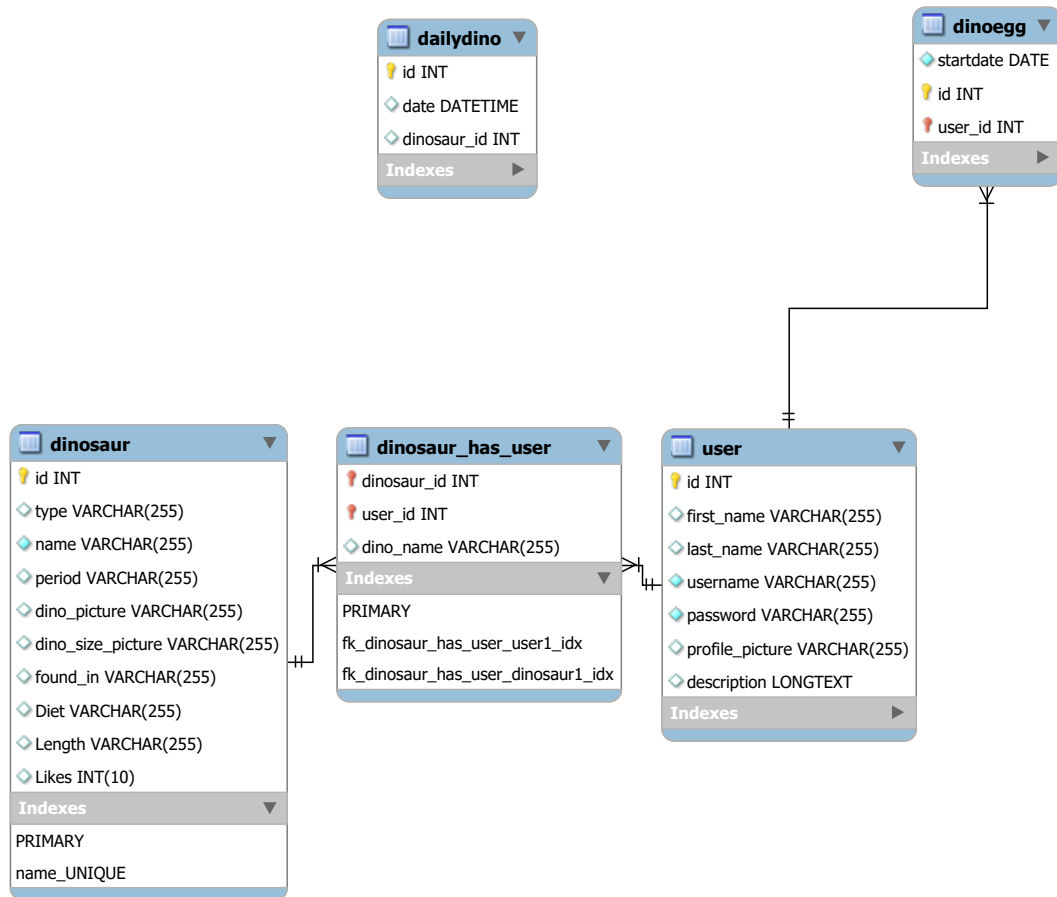 dailydino
id INT
date DATETIME
dinosaur_id INT
Indexes
dinoegg
startdate DATE
id INT
user_id INT
Indexes
dinosaur
id INT
type VARCHAR(255)
name VARCHAR(255)
period VARCHAR(255)
dino_picture VARCHAR(255)
dino_size_picture VARCHAR(255)
found_in VARCHAR(255)
Diet VARCHAR(255)
Length VARCHAR(255)
Likes INT(10)
Indexes
PRIMARY
name_UNIQUE
dinosaur_has_user
dinosaur_id INT
user_id INT
dino_name VARCHAR(255)
Indexes
PRIMARY
fk_dinosaur_has_user_user1_idx
fk_dinosaur_has_user_dinosaur1_idx
user
id INT
first_name VARCHAR(255)
last_name VARCHAR(255)
username VARCHAR(255)
password VARCHAR(255)
profile_picture VARCHAR(255)
description LONGTEXT
Indexes